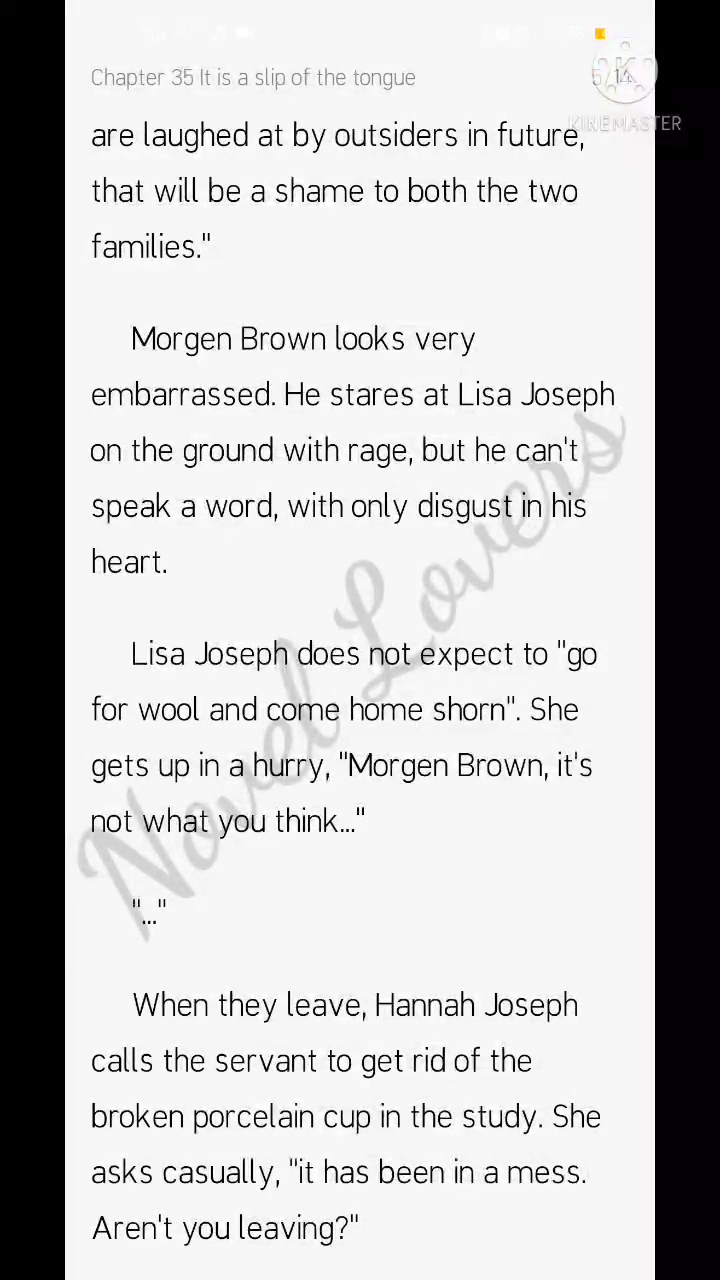 Chapter 35 It is a slip of the tongue
KINEMASTER
are laughed at by outsiders in future,
that will be a shame to both the two
families."
Morgen Brown looks very
embarrassed. He stares at Lisa Joseph
on the ground with rage, but he can't
speak a word, with only disgust in his
heart.
Lisa Joseph does not expect to "go
for wool and come home shorn". She
gets up in a hurry, "Morgen Brown, it's
not what you think..."
"..."
When they leave, Hannah Joseph
calls the servant to get rid of the
broken porcelain cup in the study. She
asks casually, "it has been in a mess.
Aren't you leaving?"
Novel Lovers